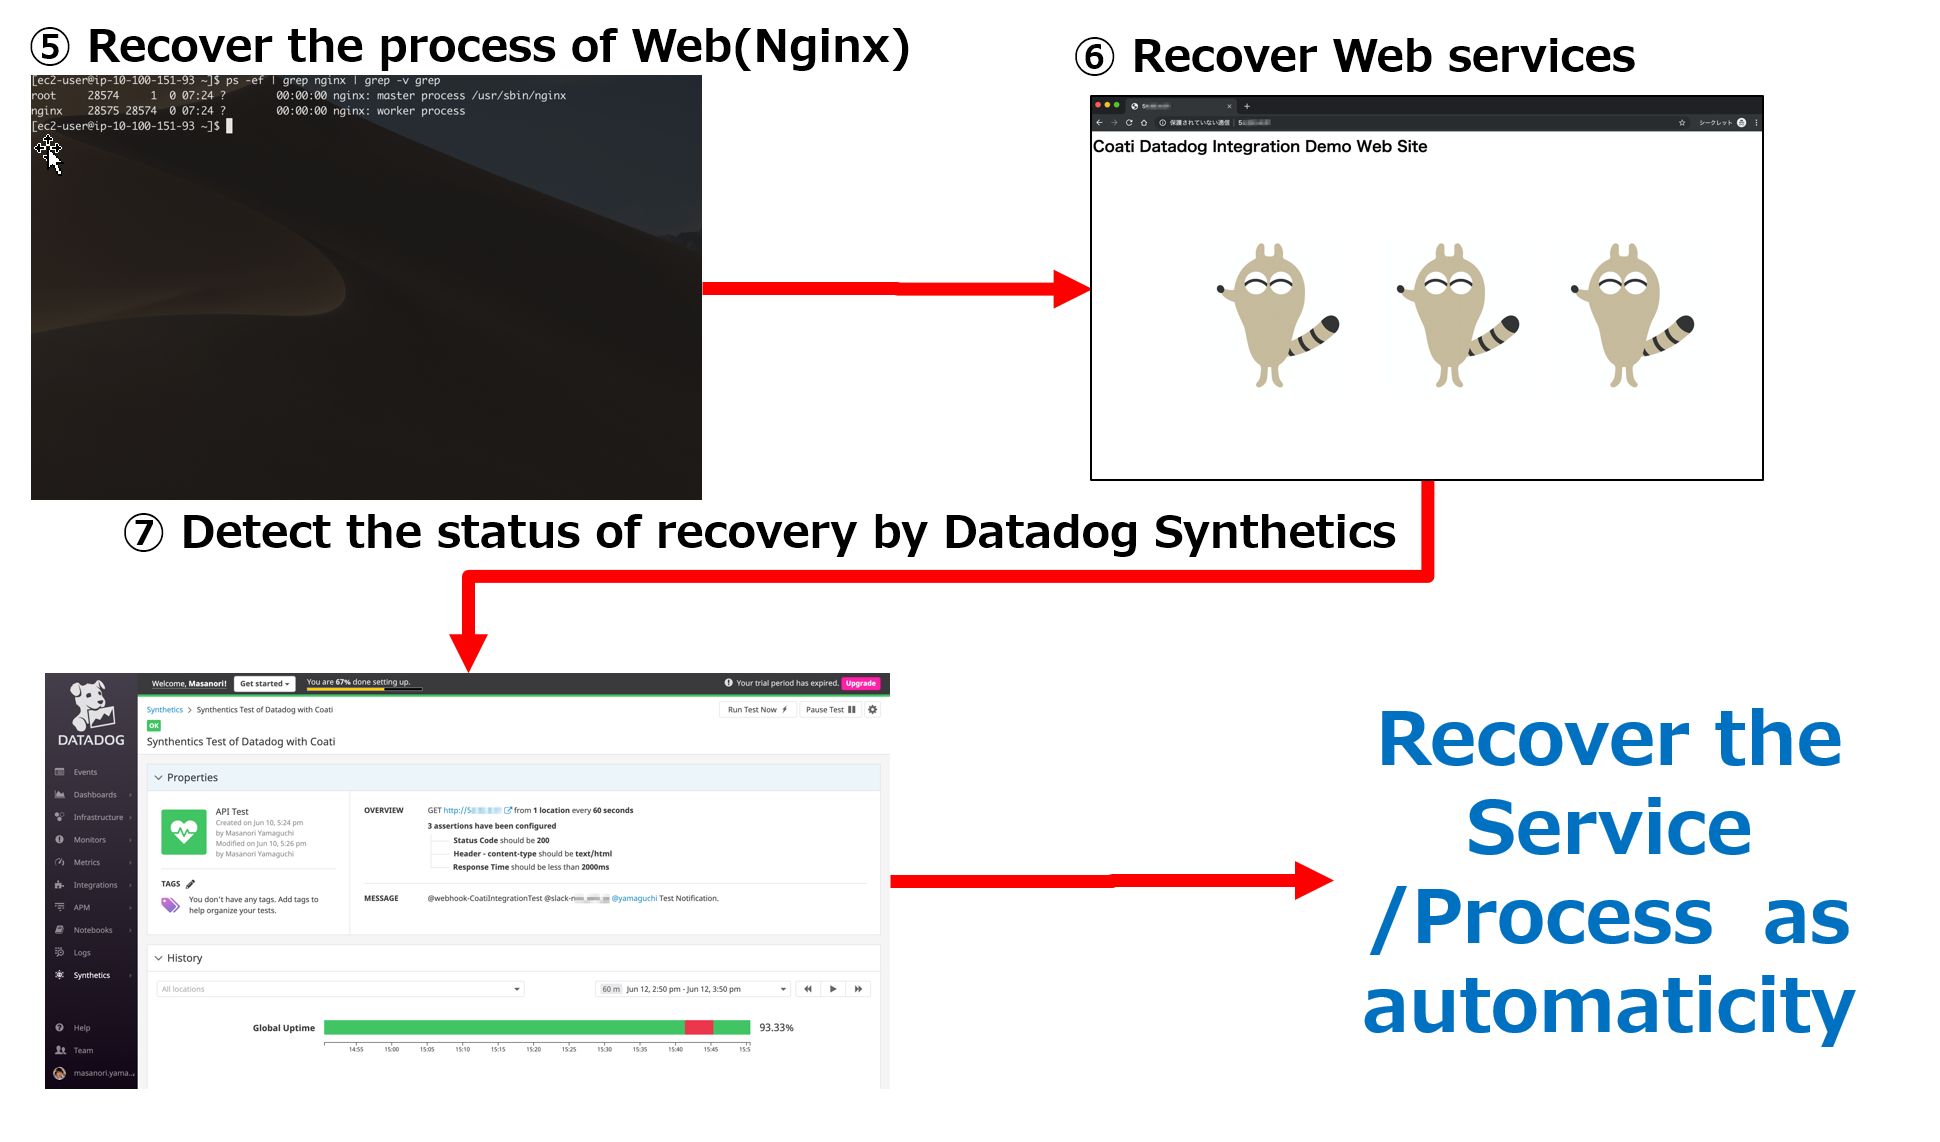 ⑤ Recover the process of Web(Nginx)
[ec2-user@ip-10-100-151-93 ~]$ ps -ef | grep nginx | grep -v grep
root 28574 1 0 07:24 ? 00:00:00 nginx: master process /usr/sbin/nginx
nginx 28575 28574 0 07:24 ? 00:00:00 nginx: worker process
[ec2-user@ip-10-100-151-93 ~]$
⑥ Recover Web services
保護されていない通信
シークレット
Coati Datadog Integration Demo Web Site
⑦ Detect the status of recovery by Datadog Synthetics
DATADOG
Events
Dashboards
Infrastructure
Monitors
Metrics
Integrations
APM
Notebooks
Logs
Synthetics
Help
Team
masanori.yama...
Welcome, Masanori!
Get started
You are 67% done setting up.
Your trial period has expired.
Upgrade
Synthetics > Synthentics Test of Datadog with Coati
Run Test Now
Pause Test
OK
Synthentics Test of Datadog with Coati
Properties
API Test
Created on Jun 10, 5:24 pm
by Masanori Yamaguchi
Modified on Jun 10, 5:26 pm
by Masanori Yamaguchi
TAGS
You don't have any tags. Add tags to
help organize your tests.
OVERVIEW
GET http://5 from 1 location every 60 seconds
3 assertions have been configured
Status Code should be 200
Header - content-type should be text/html
Response Time should be less than 2000ms
MESSAGE
@webhook-CoatiIntegrationTest @slack-n @yamaguchi Test Notification.
History
All locations
60 m Jun 12, 2:50 pm - Jun 12, 3:50 pm
Global Uptime
93.33%
14:55 15:00 15:05 15:10 15:15 15:20 15:25 15:30 15:35 15:40 15:45 15:5
Recover the
Service
/Process as
automaticity